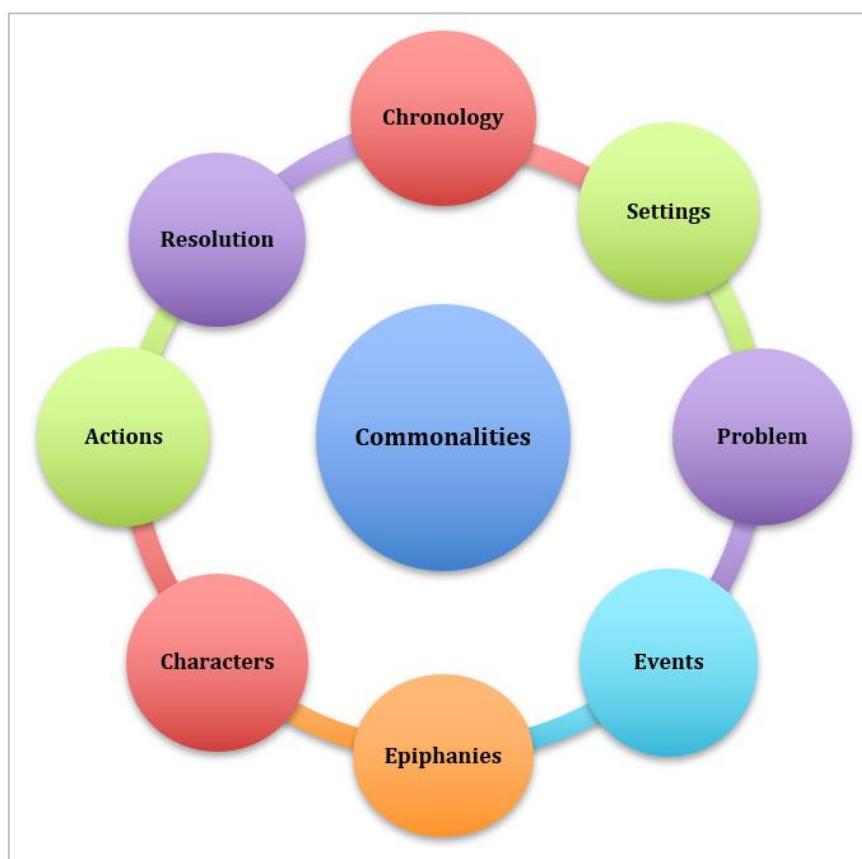 Chronology
Settings
Resolution
Commonalities
Actions
Problem
Characters
Events
Epiphanies